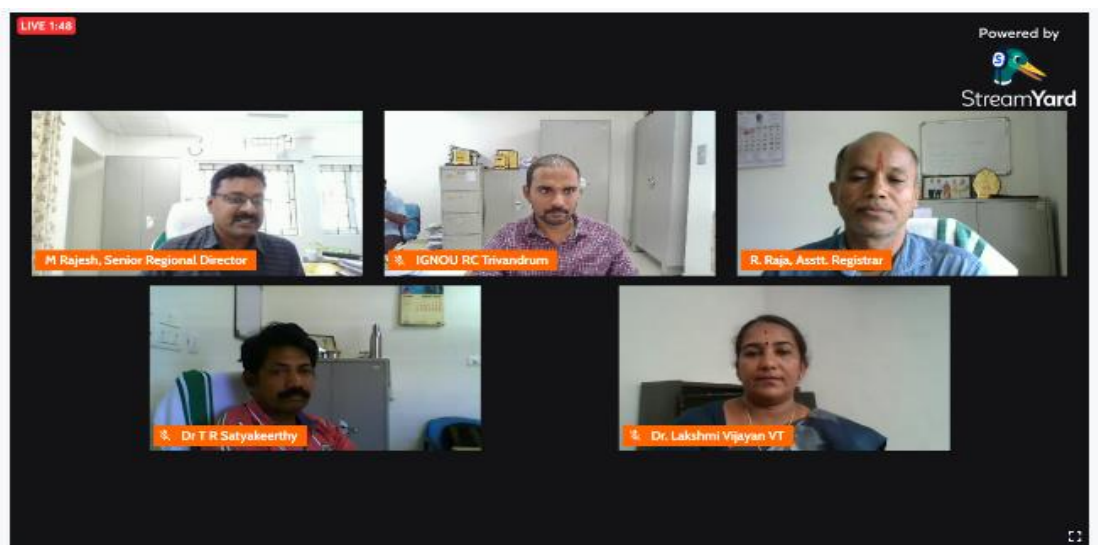 LIVE 1:48
Powered by
S
StreamYard
M Rajesh, Senior Regional Director
IGNOU RC Trivandrum
R. Raja, Asstt. Registrar
Dr T R Satyakeerthy
Dr. Lakshmi Vijayan VT